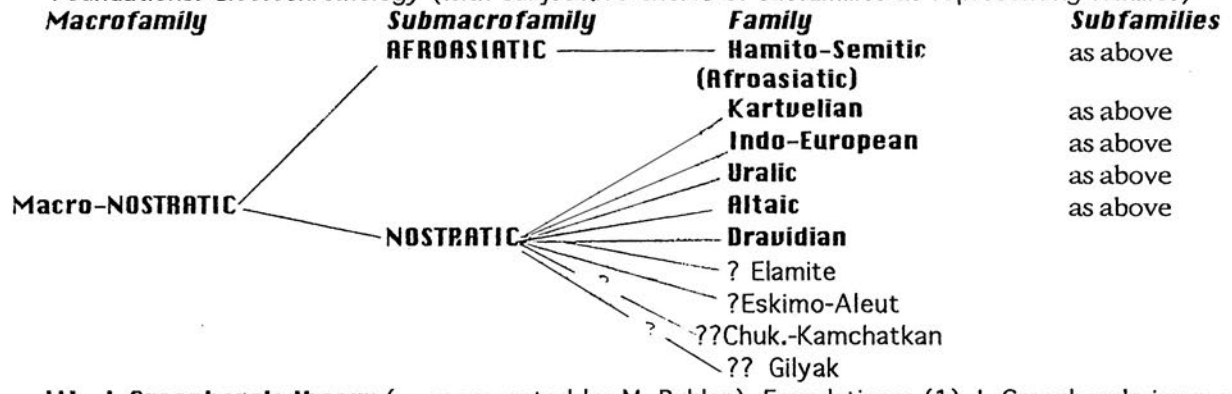 Macrofamily Submacrofamily Family Subfamilies
AFROASIATIC Hamito-Semitic as above
(Afroasiatic)
Kartvelian as above
Indo-European as above
Uralic as above
Macro-NOSTRATIC Altaic as above
NOSTRATIC Dravidian
? Elamite
?
?Eskimo-Aleut
?
??Chuk.-Kamchatkan
?? Gilyak